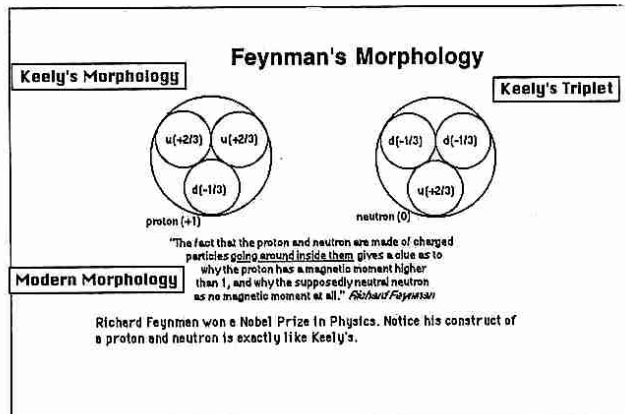 Feynman's Morphology
Keely's Morphology
Keely's Triplet
u(+2/3) u(+2/3)
d(-1/3)
proton (+1)
d(-1/3) d(-1/3)
u(+2/3)
neutron (0)
"The fact that the proton and neutron are made of charged
particles going around inside them gives a clue as to
why the proton has a magnetic moment higher
than 1, and why the supposedly neutral neutron
as no magnetic moment at all." Richard Feynman
Modern Morphology
Richard Feynman won a Nobel Prize in Physics. Notice his construct of
a proton and neutron is exactly like Keely's.